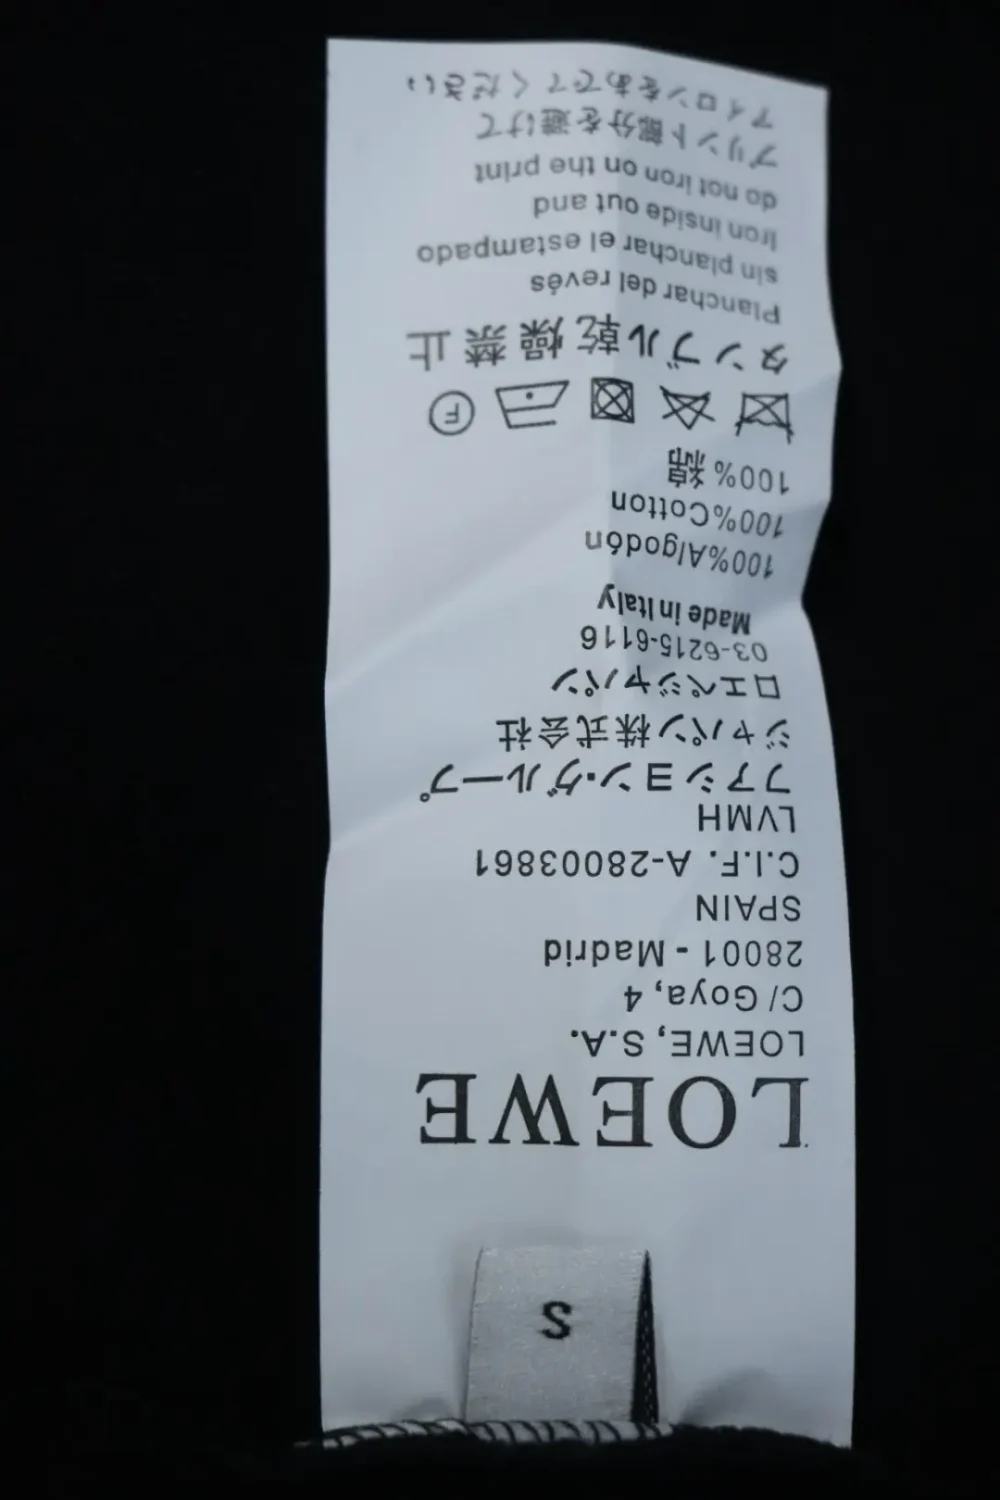 S
LOEWE
LOEWE, S.A.
C/ Goya, 4
28001 - Madrid
SPAIN
C.I.F. A-28003861
LVMH
ファション・グループ
ジャパン株式会社
ロエベジャパン
03-6215-6116
Made in Italy
100%Algodón
100%Cotton
100%綿
F
タンブル乾燥禁止
Planchar del revés
sin planchar el estampado
Iron inside out and
do not iron on the print
プリント部分を避けて
アイロンをあててください